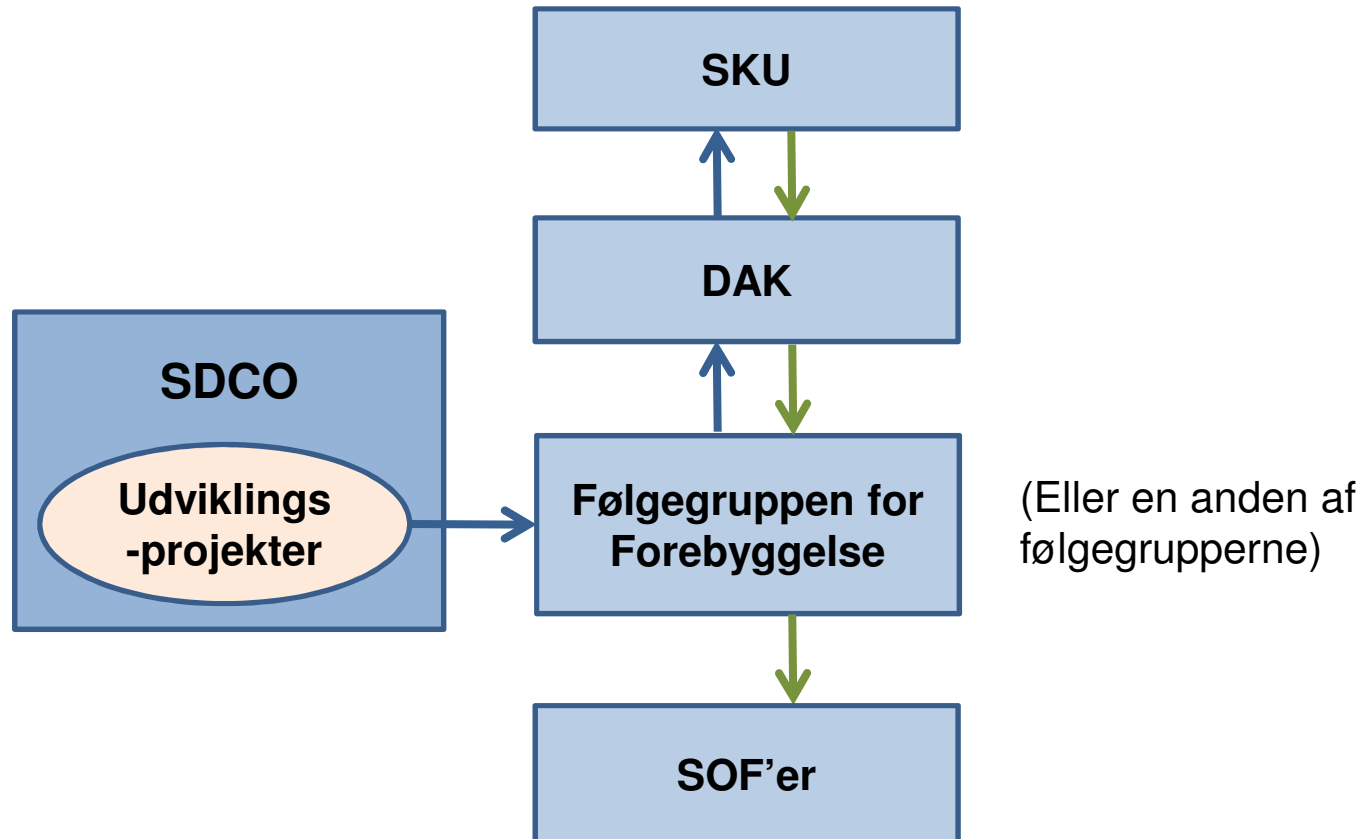 SKU
DAK
SDCO
Udviklings
-projekter
Følgegruppen for
Forebyggelse
(Eller en anden af
følgegrupperne)
SOF’er